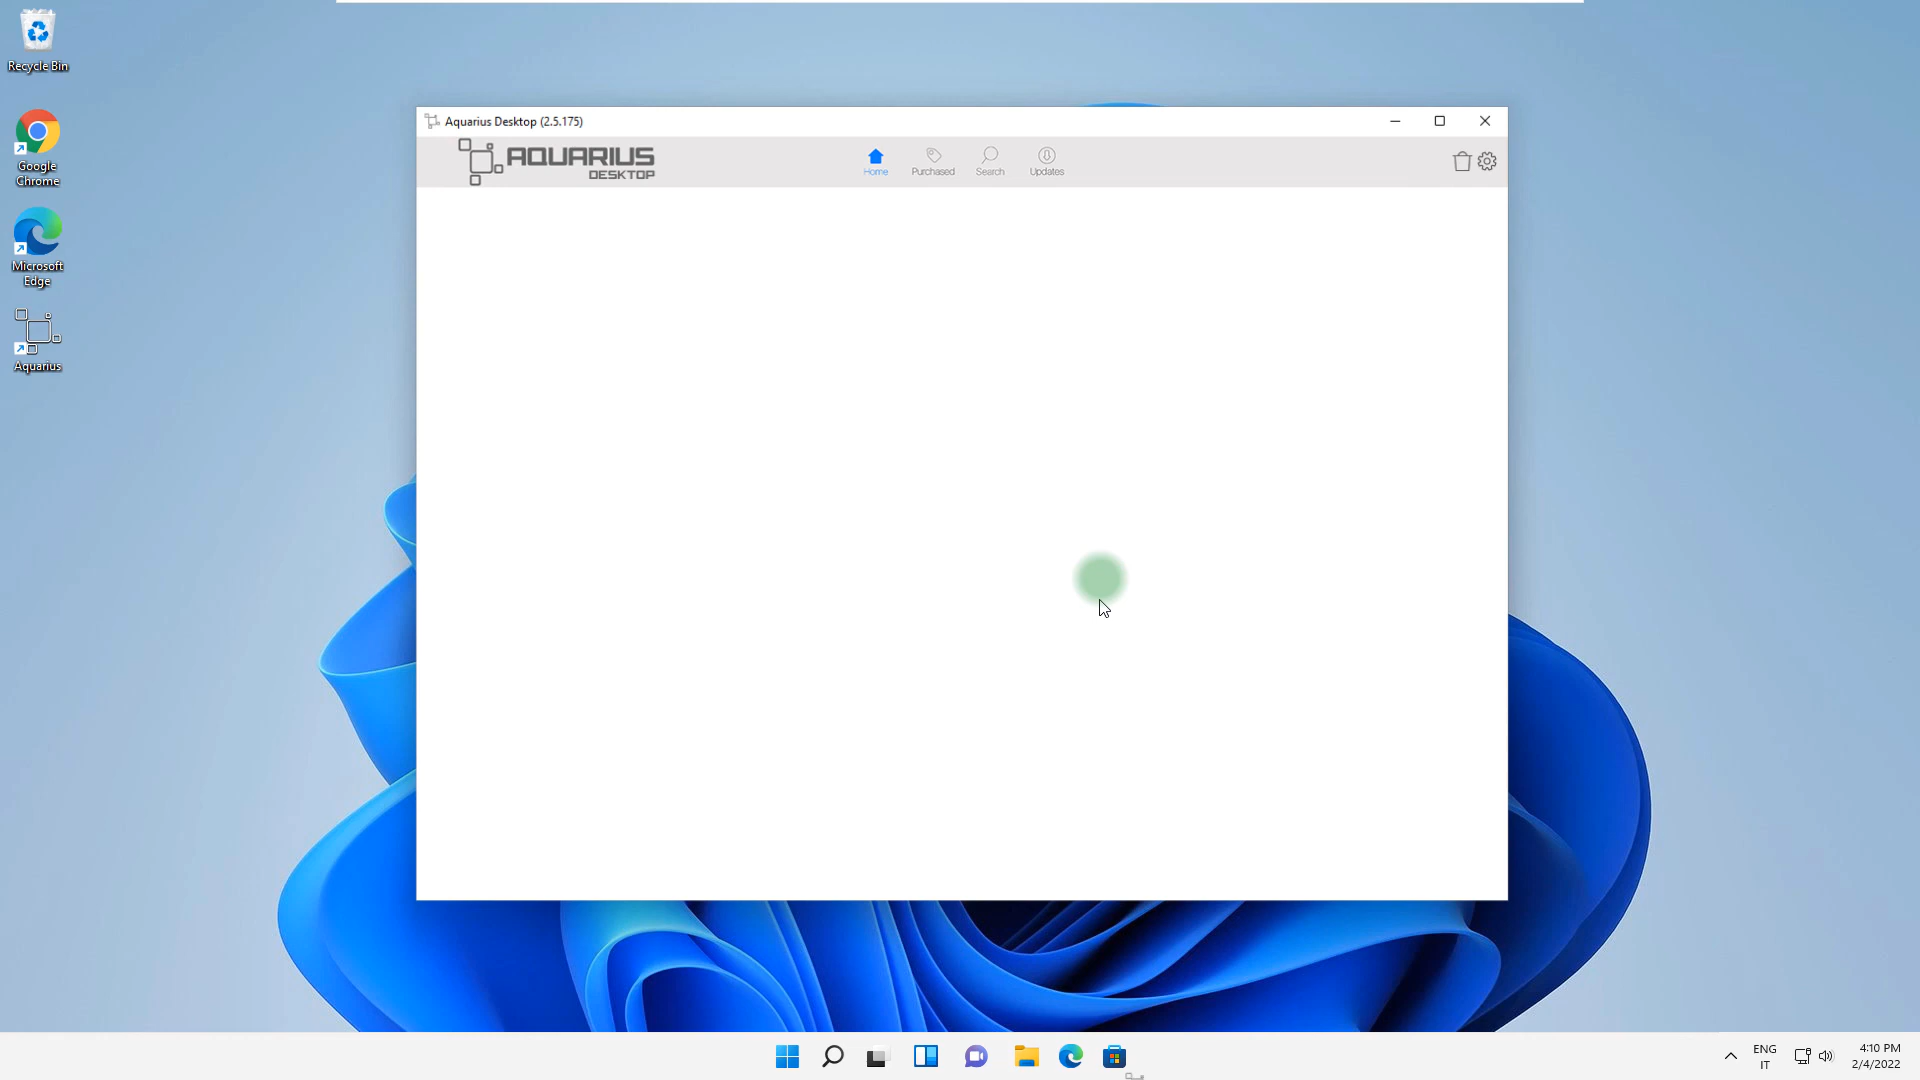 Recycle Bin
Google
Chrome
Microsoft
Edge
Aquarius
Aquarius Desktop (2.5.175)
AQUARIUS
DESKTOP
Home
Purchased
Search
Updates
ENG
IT
4:10 PM
2/4/2022